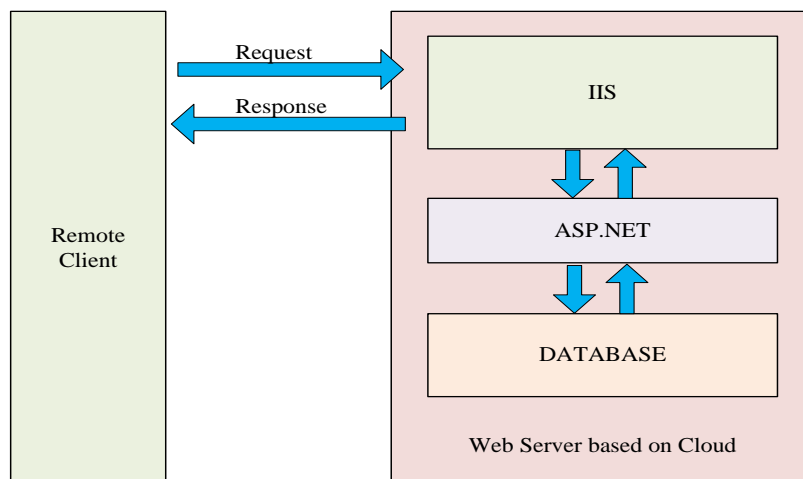 Request
Response
Remote
Client
IIS
ASP.NET
DATABASE
Web Server based on Cloud